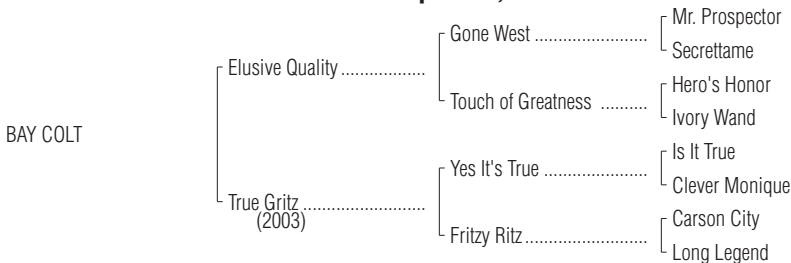 Mr. Prospector
Gone West ........................
Secrettame
Elusive Quality ..................
Hero's Honor
Touch of Greatness ..........
Ivory Wand
BAY COLT
Is It True
Yes It's True ......................
Clever Monique
True Gritz ..........................
(2003)
Carson City
Fritzy Ritz ..........................
Long Legend